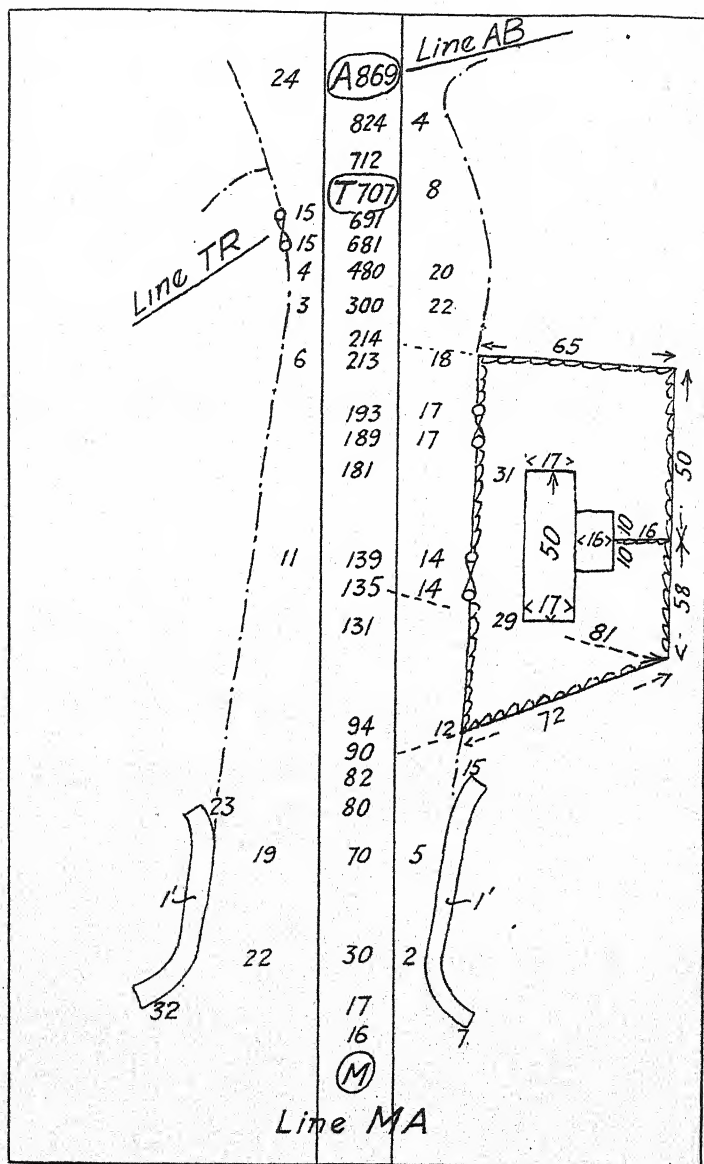 Line AB
24 A869
824 4
712
T707 8
15 691
15 681
Line TR
4 480 20
3 300 22
214
6 213 18 65
193 17
189 17
181 31 <17>
50
50 <16> 10 10 16
11 139 14
135 14
58
131 29 <17>
81
94 12
72
90
82 15
23 80
19 70 5
1' 1'
22 30 2
32 17
16 7
M
Line MA